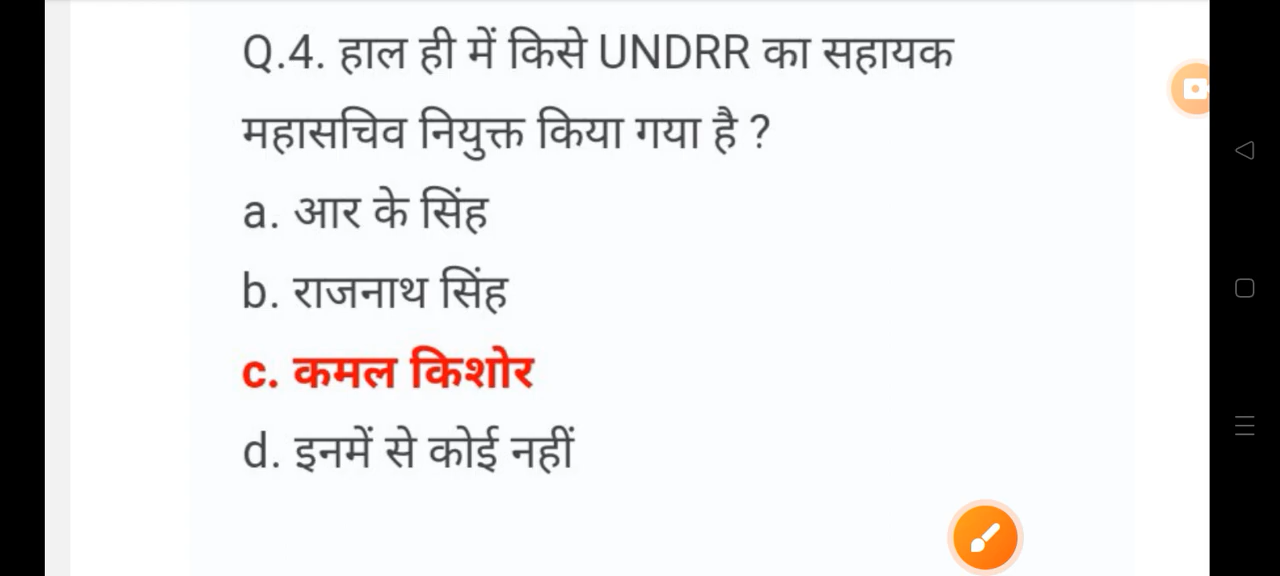 Q.4. हाल ही में किसे UNDRR का सहायक
महासचिव नियुक्त किया गया है ?
a. आर के सिंह
b. राजनाथ सिंह
c. कमल किशोर
d. इनमें से कोई नहीं